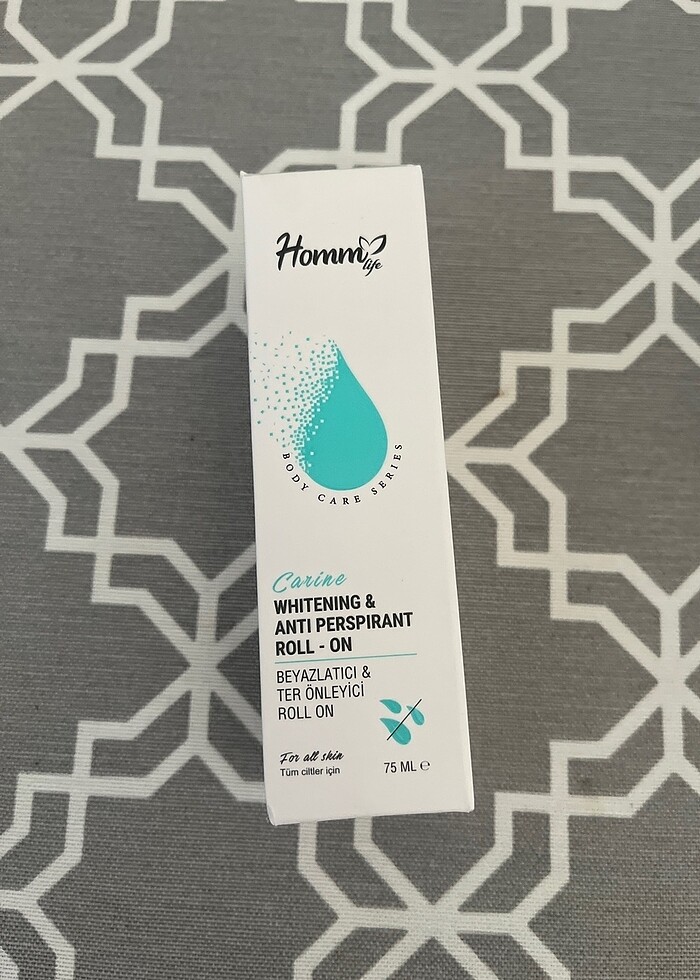 Homm
life
BODY CARE SERIES
Carine
WHITENING &
ANTI PERSPIRANT
ROLL - ON
BEYAZLATICI &
TER ÖNLEYİCİ
ROLL ON
For all skin
Tüm ciltler için
75 ML ℮